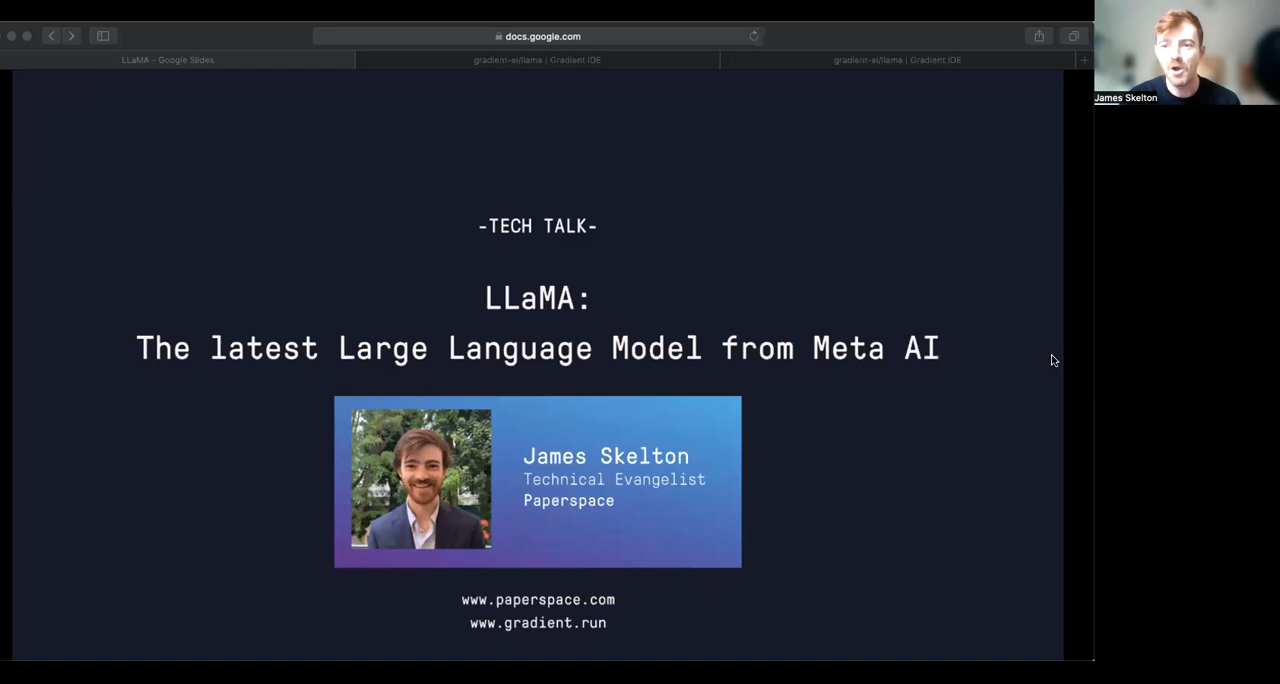 docs.google.com
LLaMA - Google Slides
gradient-ai/llama | Gradient IDE
gradient-ai/llama | Gradient IDE
James Skelton
-TECH TALK-
LLaMA:
The latest Large Language Model from Meta AI
James Skelton
Technical Evangelist
Paperspace
www.paperspace.com
www.gradient.run